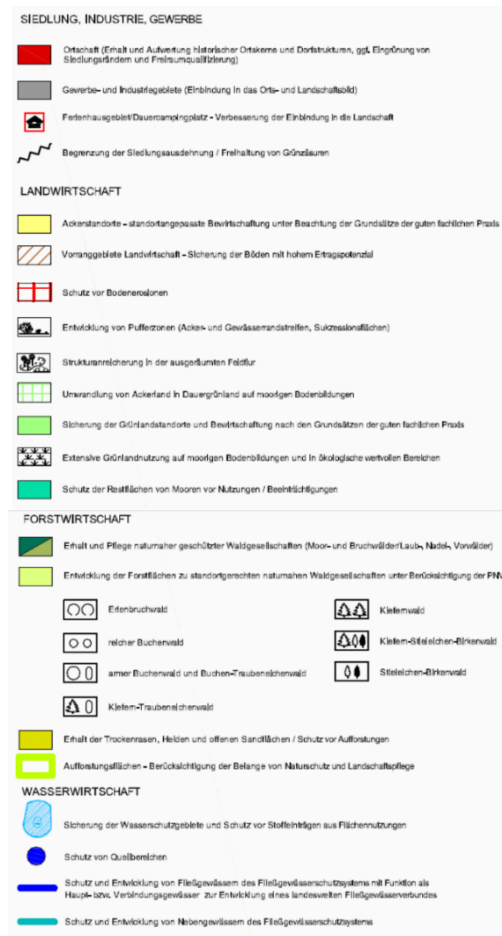 SIEDLUNG, INDUSTRIE, GEWERBE
Ortschaft (Erhalt und Aufwertung historischer Ortskerne und Dorfstrukturen, ggf. Eingrünung von
Siedlungsrändern und Freiraumqualifizierung)
Gewerbe- und Industriegebiete (Einbindung in das Orts- und Landschaftsbild)
Ferienhausgebiet/Dauercampingplatz - Verbesserung der Einbindung in die Landschaft
Begrenzung der Siedlungsausdehnung / Freihaltung von Grünzäsuren
LANDWIRTSCHAFT
Ackerstandorte - standortangepasste Bewirtschaftung unter Beachtung der Grundsätze der guten fachlichen Praxis
Vorranggebiete Landwirtschaft - Sicherung der Böden mit hohem Ertragspotenzial
Schutz vor Bodenerosionen
Entwicklung von Pufferzonen (Acker- und Gewässerrandstreifen, Sukzessionsflächen)
Strukturanreicherung in der ausgeräumten Feldflur
Umwandlung von Ackerland in Dauergrünland auf moorigen Bodenbildungen
Sicherung der Grünlandstandorte und Bewirtschaftung nach den Grundsätzen der guten fachlichen Praxis
Extensive Grünlandnutzung auf moorigen Bodenbildungen und in ökologische wertvollen Bereichen
Schutz der Restflächen von Mooren vor Nutzungen / Beeinträchtigungen
FORSTWIRTSCHAFT
Erhalt und Pflege naturnaher geschützter Waldgesellschaften (Moor- und Bruchwälder/Laub-, Nadel-, Vorwälder)
Entwicklung der Forstflächen zu standortgerechten naturnahen Waldgesellschaften unter Berücksichtigung der PNV
Erlenbruchwald
Kiefernwald
reicher Buchenwald
Kiefern-Stieleichen-Birkenwald
armer Buchenwald und Buchen-Traubeneichenwald
Stieleichen-Birkenwald
Kiefern-Traubeneichenwald
Erhalt der Trockenrasen, Heiden und offenen Sandflächen / Schutz vor Aufforstungen
Aufforstungsflächen - Berücksichtigung der Belange von Naturschutz und Landschaftspflege
WASSERWIRTSCHAFT
Sicherung der Wasserschutzgebiete und Schutz vor Stoffeinträgen aus Flächennutzungen
Schutz von Quellbereichen
Schutz und Entwicklung von Fließgewässern des Fließgewässerschutzsystems mit Funktion als
Haupt- bzw. Verbindungsgewässer zur Entwicklung eines landesweiten Fließgewässerverbundes
Schutz und Entwicklung von Nebengewässern des Fließgewässerschutzsystems